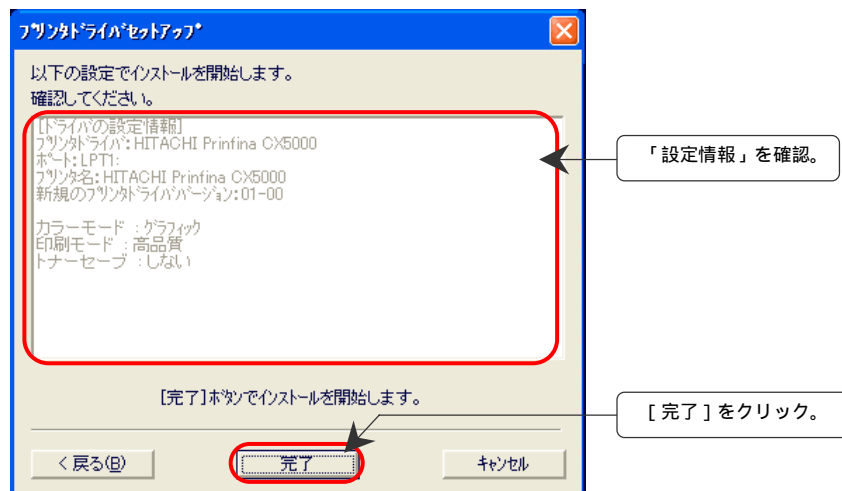 プリンタドライバセットアップ
以下の設定でインストールを開始します。
確認してください。
[ドライバの設定情報]
プリンタドライバ:HITACHI Prinfina CX5000
ポート:LPT1:
プリンタ名:HITACHI Prinfina CX5000
新規のプリンタドライババージョン:01-00
カラーモード :グラフィック
印刷モード :高品質
トナーセーブ :しない
「設定情報」を確認。
[完了]ボタンでインストールを開始します。
[完了]をクリック。
<戻る(B)
完了
キャンセル